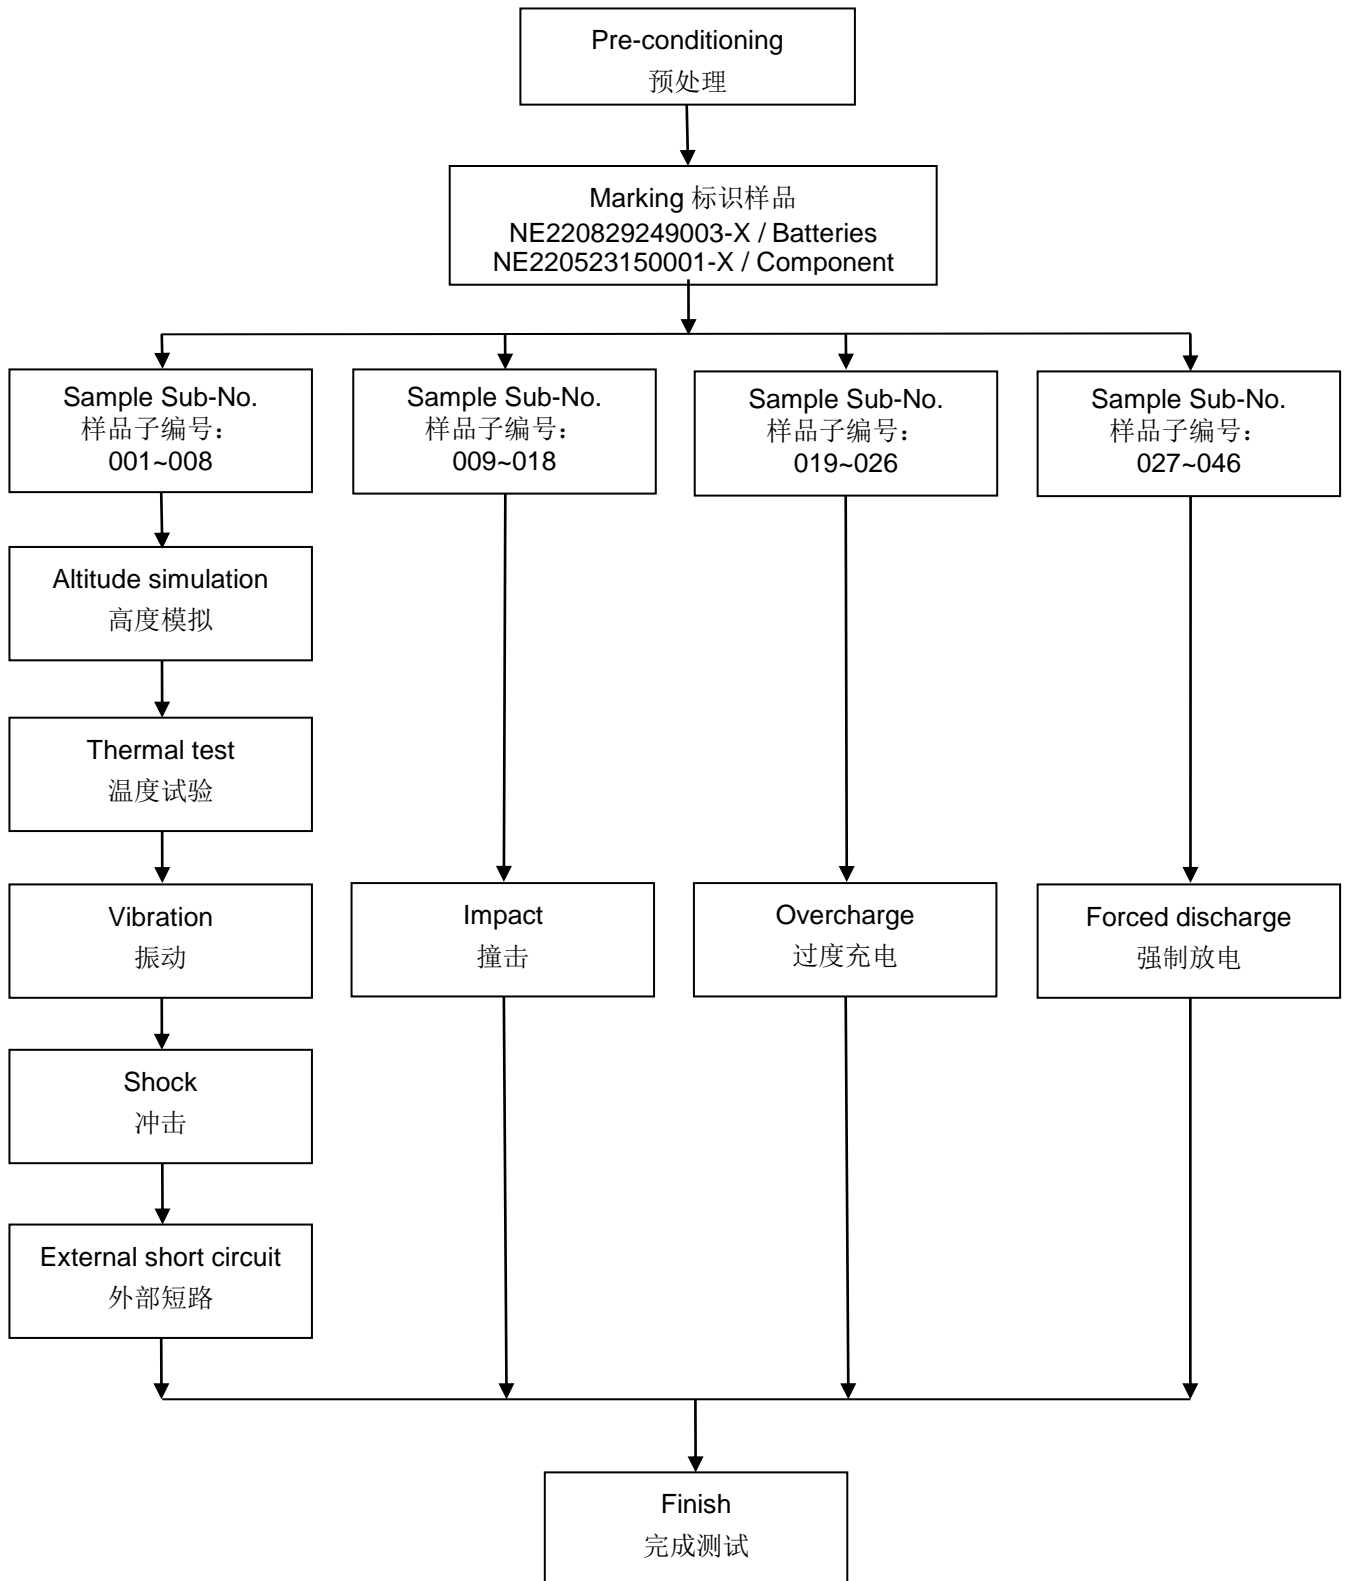 Pre-conditioning
预处理
Marking 标识样品
NE220829249003-X / Batteries
NE220523150001-X / Component
Sample Sub-No.
样品子编号：
001~008
Sample Sub-No.
样品子编号：
009~018
Sample Sub-No.
样品子编号：
019~026
Sample Sub-No.
样品子编号：
027~046
Altitude simulation
高度模拟
Thermal test
温度试验
Vibration
振动
Impact
撞击
Overcharge
过度充电
Forced discharge
强制放电
Shock
冲击
External short circuit
外部短路
Finish
完成测试